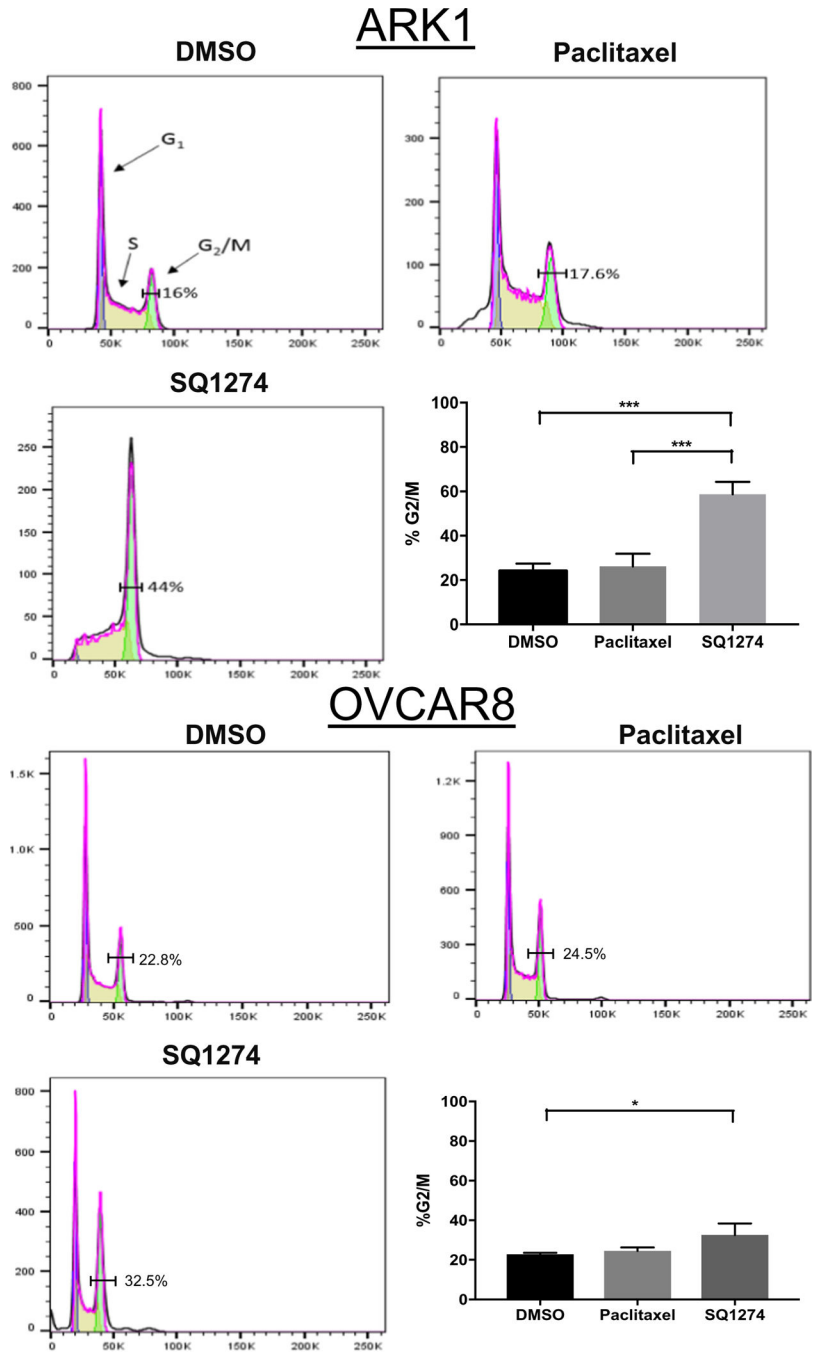 ARK1
DMSO
Paclitaxel
800
600
400
200
0
G1
S
G2/M
16%
0 50K 100K 150K 200K 250K
300
200
100
0
17.6%
0 50K 100K 150K 200K 250K
SQ1274
250
200
150
100
50
0
44%
0 50K 100K 150K 200K 250K
100
80
60
40
20
0
% G2/M
***
***
DMSO Paclitaxel SQ1274
OVCAR8
DMSO
Paclitaxel
1.5K
1.0K
500
0
22.8%
0 50K 100K 150K 200K 250K
1.2K
900
600
300
0
24.5%
0 50K 100K 150K 200K 250K
SQ1274
800
600
400
200
0
32.5%
0 50K 100K 150K 200K 250K
100
80
60
40
20
0
%G2/M
*
DMSO Paclitaxel SQ1274